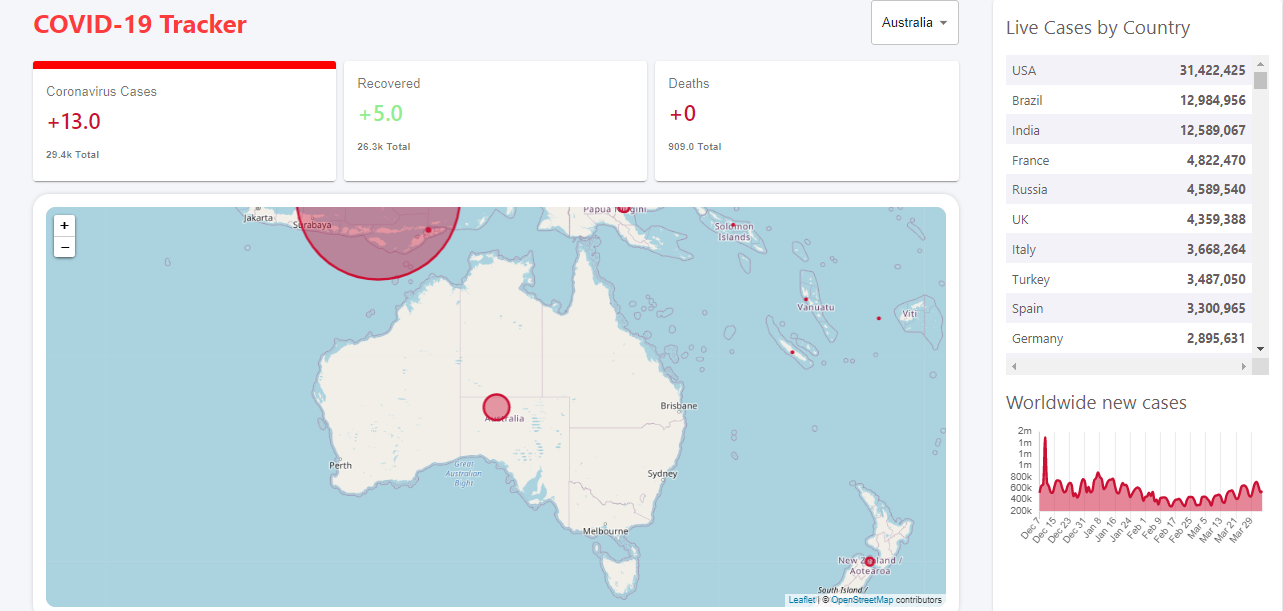 COVID-19 Tracker
Australia
Coronavirus Cases
+13.0
29.4k Total
Recovered
+5.0
26.3k Total
Deaths
+0
909.0 Total
+
−
Jakarta
Surabaya
Papua
Solomon
Islands
Vanuatu
Viti
Australia
Brisbane
Perth
Great
Australian
Bight
Sydney
Melbourne
New Zealand /
Aotearoa
South Island /
Leaflet | © OpenStreetMap contributors
Live Cases by Country
USA 31,422,425
Brazil 12,984,956
India 12,589,067
France 4,822,470
Russia 4,589,540
UK 4,359,388
Italy 3,668,264
Turkey 3,487,050
Spain 3,300,965
Germany 2,895,631
Worldwide new cases
2m
1m
1m
1m
800k
600k
400k
200k
Dec 7
Dec 15
Dec 23
Dec 31
Jan 8
Jan 16
Jan 24
Feb 1
Feb 9
Feb 17
Feb 25
Mar 5
Mar 13
Mar 21
Mar 29